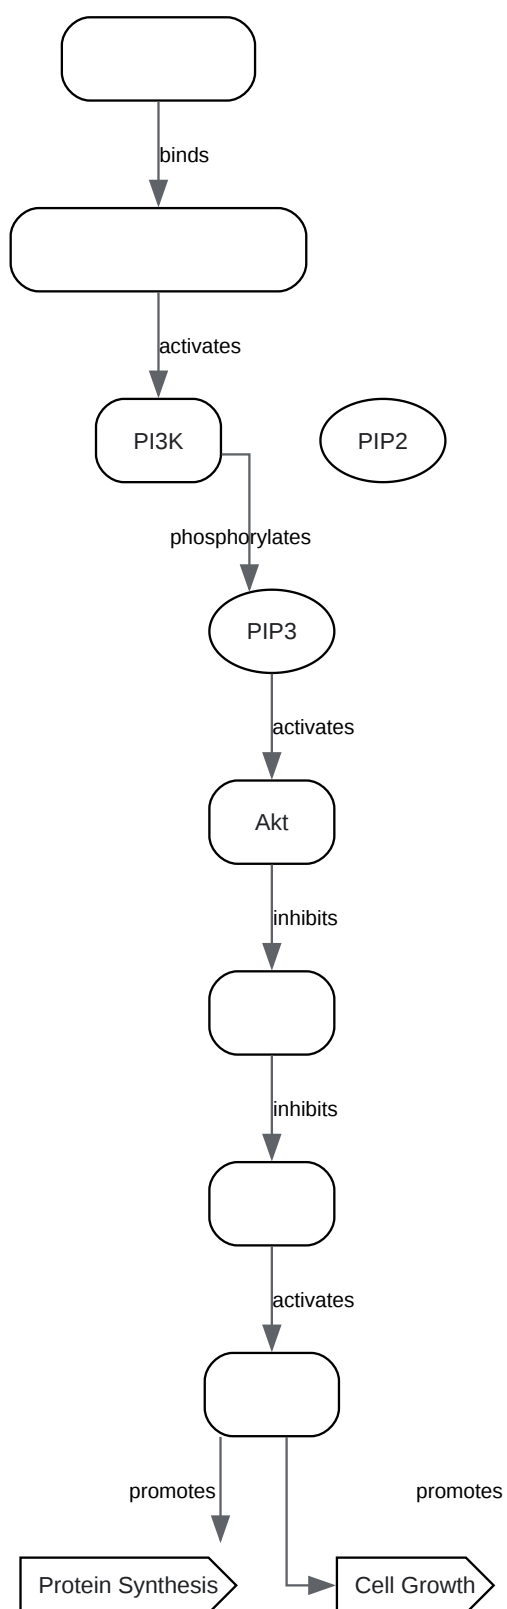 binds
activates
PI3K
PIP2
phosphorylates
PIP3
activates
Akt
inhibits
inhibits
activates
promotes
promotes
Protein Synthesis
Cell Growth